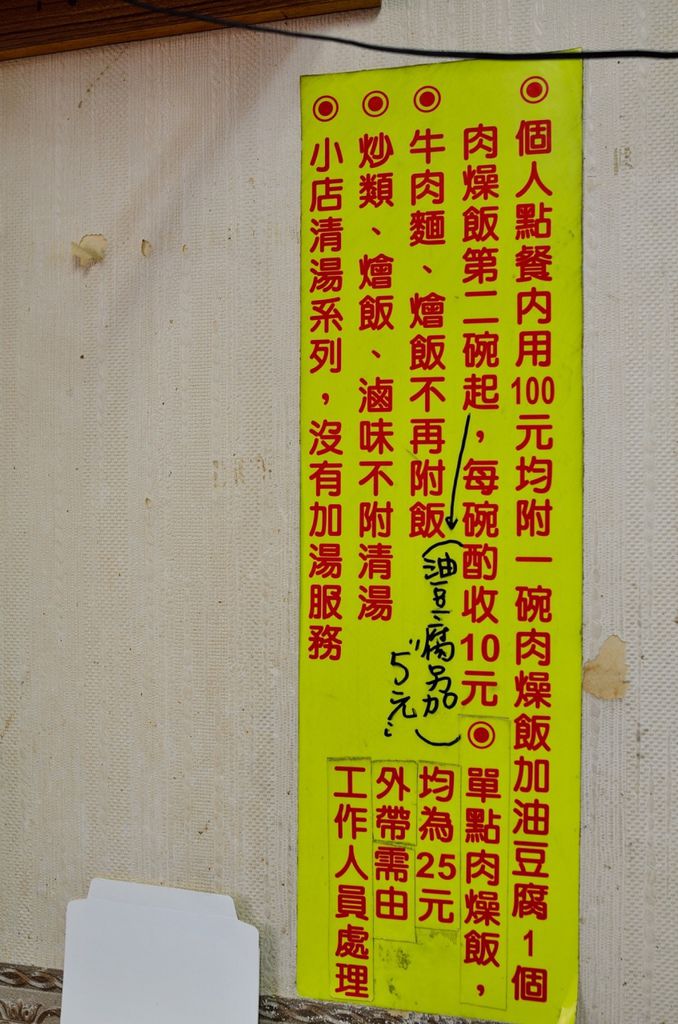 ◉個人點餐內用100元均附一碗肉燥飯加油豆腐1個
肉燥飯第二碗起，每碗酌收10元
(油豆腐另加
"5元")
◉牛肉麵、燴飯不再附飯
◉炒類、燴飯、滷味不附清湯
◉小店清湯系列，沒有加湯服務
◉單點肉燥飯，
均為25元
外帶需由
工作人員處理